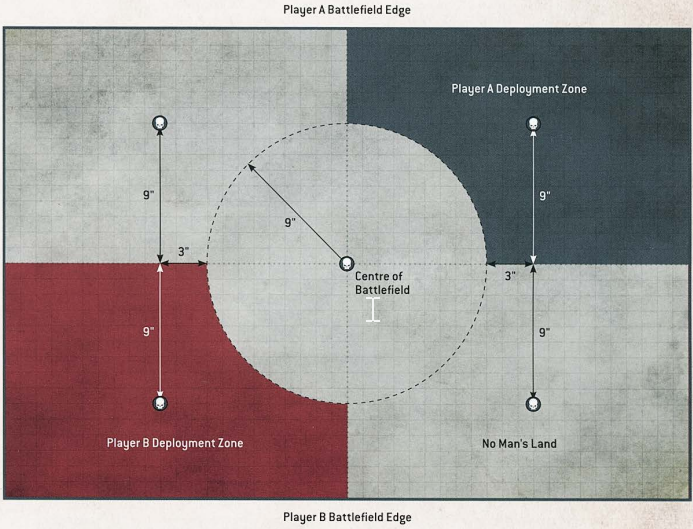 Player A Battlefield Edge
Player A Deployment Zone
9"
9"
9"
3"
3"
Centre of
Battlefield
9"
9"
Player B Deployment Zone
No Man's Land
Player B Battlefield Edge